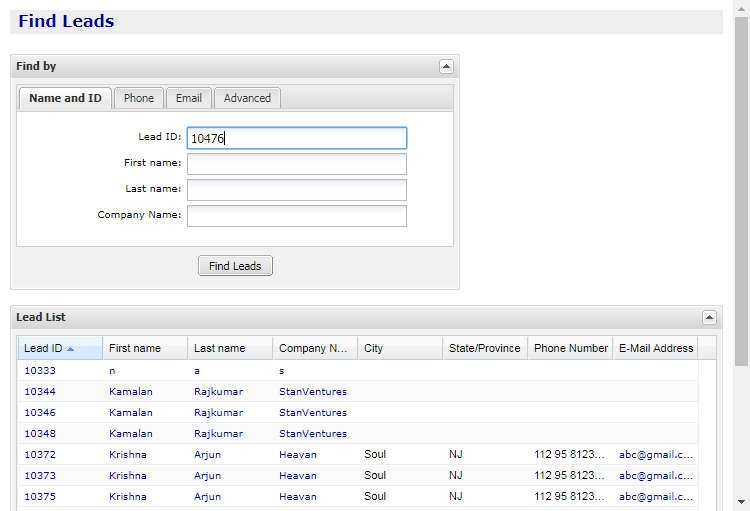 Find Leads
Find by
Name and ID Phone Email Advanced
Lead ID: 10476
First name:
Last name:
Company Name:
Find Leads
Lead List
Lead ID First name Last name Company N... City State/Province Phone Number E-Mail Address
10333 n a s
10344 Kamalan Rajkumar StanVentures
10346 Kamalan Rajkumar StanVentures
10348 Kamalan Rajkumar StanVentures
10372 Krishna Arjun Heavan Soul NJ 112 95 8123... abc@gmail.c...
10373 Krishna Arjun Heavan Soul NJ 112 95 8123... abc@gmail.c...
10375 Krishna Arjun Heavan Soul NJ 112 95 8123... abc@gmail.c...